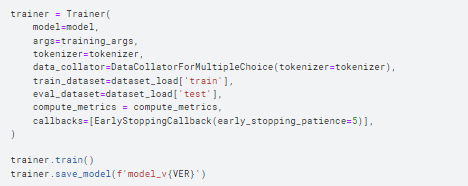 trainer = Trainer(
    model=model,
    args=training_args,
    tokenizer=tokenizer,
    data_collator=DataCollatorForMultipleChoice(tokenizer=tokenizer),
    train_dataset=dataset_load['train'],
    eval_dataset=dataset_load['test'],
    compute_metrics = compute_metrics,
    callbacks=[EarlyStoppingCallback(early_stopping_patience=5)],
)
trainer.train()
trainer.save_model(f'model_v{VER}')